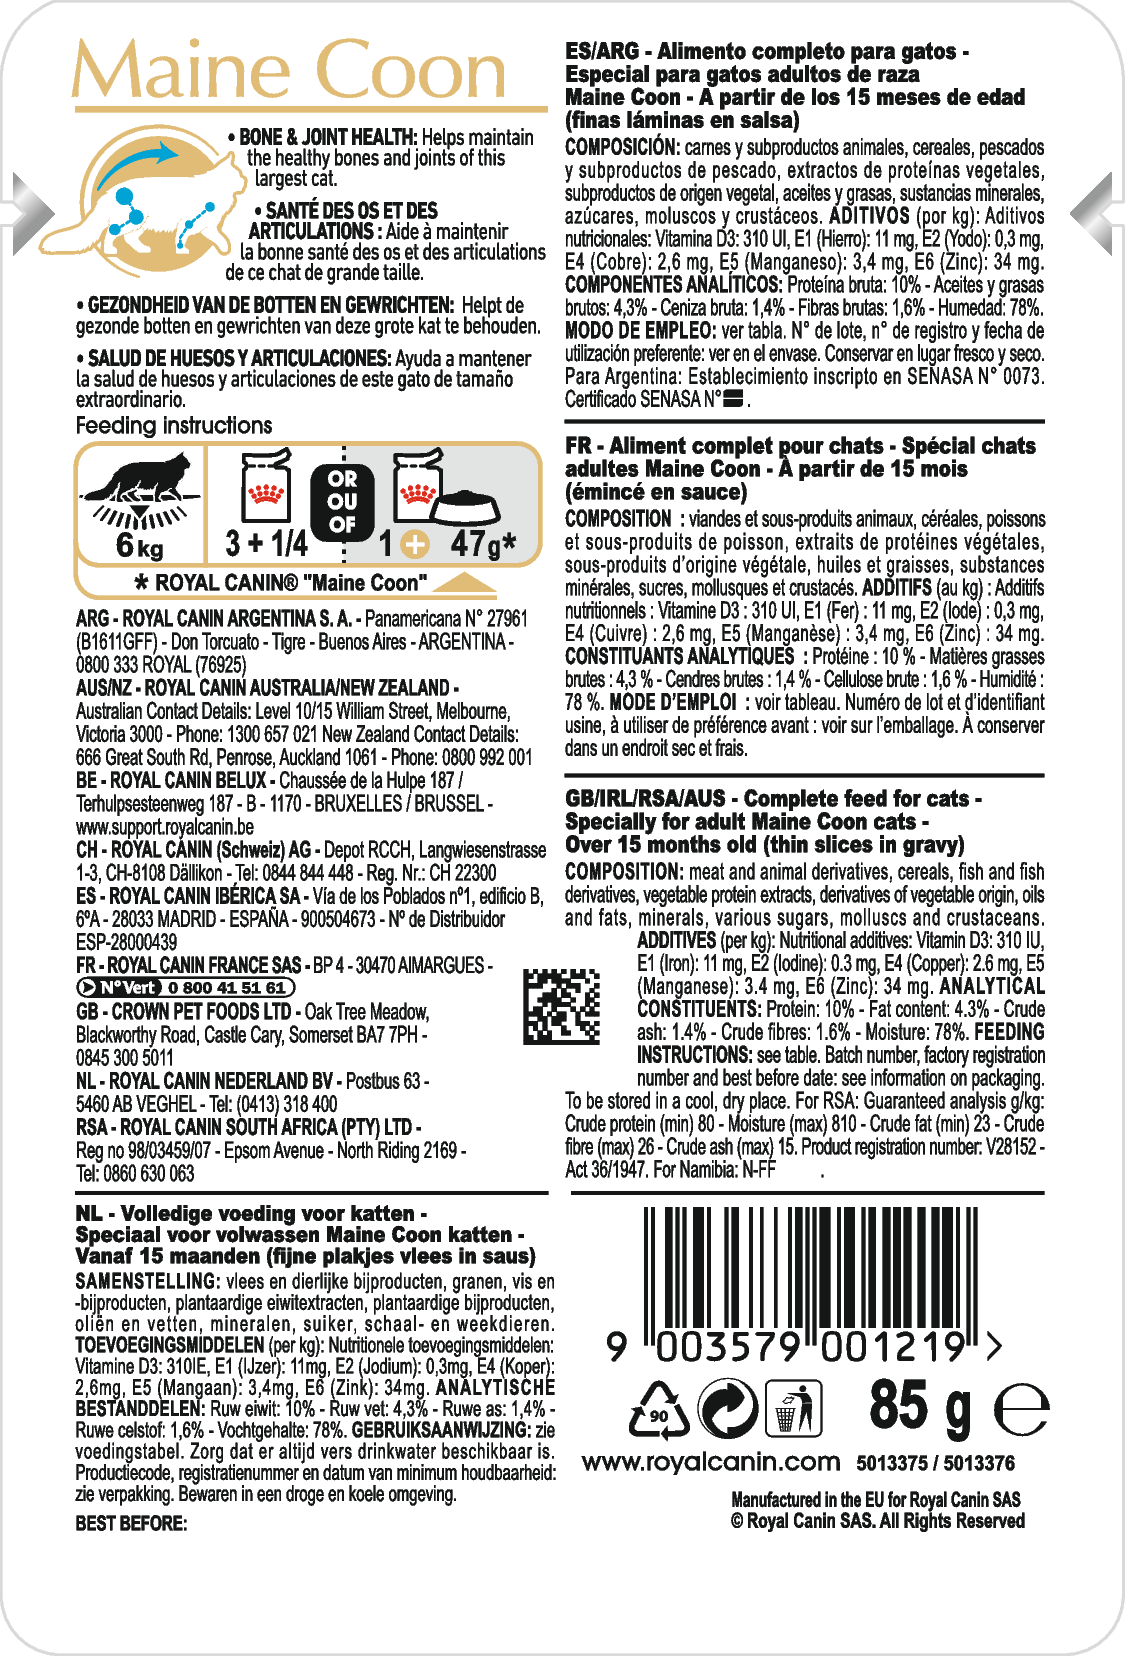 Maine Coon
• BONE & JOINT HEALTH: Helps maintain
the healthy bones and joints of this
largest cat.
• SANTÉ DES OS ET DES
ARTICULATIONS : Aide à maintenir
la bonne santé des os et des articulations
de ce chat de grande taille.
• GEZONDHEID VAN DE BOTTEN EN GEWRICHTEN: Helpt de
gezonde botten en gewrichten van deze grote kat te behouden.
• SALUD DE HUESOS Y ARTICULACIONES: Ayuda a mantener
la salud de huesos y articulaciones de este gato de tamaño
extraordinario.
Feeding instructions
6 kg
3 + 1/4
OR
OU
OF
1 + 47g*
* ROYAL CANIN® "Maine Coon"
ARG - ROYAL CANIN ARGENTINA S. A. - Panamericana N° 27961
(B1611GFF) - Don Torcuato - Tigre - Buenos Aires - ARGENTINA -
0800 333 ROYAL (76925)
AUS/NZ - ROYAL CANIN AUSTRALIA/NEW ZEALAND -
Australian Contact Details: Level 10/15 William Street, Melbourne,
Victoria 3000 - Phone: 1300 657 021 New Zealand Contact Details:
666 Great South Rd, Penrose, Auckland 1061 - Phone: 0800 992 001
BE - ROYAL CANIN BELUX - Chaussée de la Hulpe 187 /
Terhulpsesteenweg 187 - B - 1170 - BRUXELLES / BRUSSEL -
www.support.royalcanin.be
CH - ROYAL CANIN (Schweiz) AG - Depot RCCH, Langwiesenstrasse
1-3, CH-8108 Dällikon - Tel: 0844 844 448 - Reg. Nr.: CH 22300
ES - ROYAL CANIN IBÉRICA SA - Vía de los Poblados nº1, edificio B,
6ºA - 28033 MADRID - ESPAÑA - 900504673 - Nº de Distribuidor
ESP-28000439
FR - ROYAL CANIN FRANCE SAS - BP 4 - 30470 AIMARGUES -
N° Vert 0 800 41 51 61
GB - CROWN PET FOODS LTD - Oak Tree Meadow,
Blackworthy Road, Castle Cary, Somerset BA7 7PH -
0845 300 5011
NL - ROYAL CANIN NEDERLAND BV - Postbus 63 -
5460 AB VEGHEL - Tel: (0413) 318 400
RSA - ROYAL CANIN SOUTH AFRICA (PTY) LTD -
Reg no 98/03459/07 - Epsom Avenue - North Riding 2169 -
Tel: 0860 630 063
NL - Volledige voeding voor katten -
Speciaal voor volwassen Maine Coon katten -
Vanaf 15 maanden (fijne plakjes vlees in saus)
SAMENSTELLING: vlees en dierlijke bijproducten, granen, vis en
-bijproducten, plantaardige eiwitextracten, plantaardige bijproducten,
oliën en vetten, mineralen, suiker, schaal- en weekdieren.
TOEVOEGINGSMIDDELEN (per kg): Nutritionele toevoegingsmiddelen:
Vitamine D3: 310IE, E1 (IJzer): 11mg, E2 (Jodium): 0,3mg, E4 (Koper):
2,6mg, E5 (Mangaan): 3,4mg, E6 (Zink): 34mg. ANALYTISCHE
BESTANDDELEN: Ruw eiwit: 10% - Ruw vet: 4,3% - Ruwe as: 1,4% -
Ruwe celstof: 1,6% - Vochtgehalte: 78%. GEBRUIKSAANWIJZING: zie
voedingstabel. Zorg dat er altijd vers drinkwater beschikbaar is.
Productiecode, registratienummer en datum van minimum houdbaarheid:
zie verpakking. Bewaren in een droge en koele omgeving.
BEST BEFORE:
ES/ARG - Alimento completo para gatos -
Especial para gatos adultos de raza
Maine Coon - A partir de los 15 meses de edad
(finas láminas en salsa)
COMPOSICIÓN: carnes y subproductos animales, cereales, pescados
y subproductos de pescado, extractos de proteínas vegetales,
subproductos de origen vegetal, aceites y grasas, sustancias minerales,
azúcares, moluscos y crustáceos. ADITIVOS (por kg): Aditivos
nutricionales: Vitamina D3: 310 UI, E1 (Hierro): 11 mg, E2 (Yodo): 0,3 mg,
E4 (Cobre): 2,6 mg, E5 (Manganeso): 3,4 mg, E6 (Zinc): 34 mg.
COMPONENTES ANALÍTICOS: Proteína bruta: 10% - Aceites y grasas
brutos: 4,3% - Ceniza bruta: 1,4% - Fibras brutas: 1,6% - Humedad: 78%.
MODO DE EMPLEO: ver tabla. N° de lote, n° de registro y fecha de
utilización preferente: ver en el envase. Conservar en lugar fresco y seco.
Para Argentina: Establecimiento inscripto en SENASA N° 0073.
Certificado SENASA N° .
FR - Aliment complet pour chats - Spécial chats
adultes Maine Coon - À partir de 15 mois
(émincé en sauce)
COMPOSITION : viandes et sous-produits animaux, céréales, poissons
et sous-produits de poisson, extraits de protéines végétales,
sous-produits d'origine végétale, huiles et graisses, substances
minérales, sucres, mollusques et crustacés. ADDITIFS (au kg) : Additifs
nutritionnels : Vitamine D3 : 310 UI, E1 (Fer) : 11 mg, E2 (Iode) : 0,3 mg,
E4 (Cuivre) : 2,6 mg, E5 (Manganèse) : 3,4 mg, E6 (Zinc) : 34 mg.
CONSTITUANTS ANALYTIQUES : Protéine : 10 % - Matières grasses
brutes : 4,3 % - Cendres brutes : 1,4 % - Cellulose brute : 1,6 % - Humidité :
78 %. MODE D'EMPLOI : voir tableau. Numéro de lot et d'identifiant
usine, à utiliser de préférence avant : voir sur l'emballage. À conserver
dans un endroit sec et frais.
GB/IRL/RSA/AUS - Complete feed for cats -
Specially for adult Maine Coon cats -
Over 15 months old (thin slices in gravy)
COMPOSITION: meat and animal derivatives, cereals, fish and fish
derivatives, vegetable protein extracts, derivatives of vegetable origin, oils
and fats, minerals, various sugars, molluscs and crustaceans.
ADDITIVES (per kg): Nutritional additives: Vitamin D3: 310 IU,
E1 (Iron): 11 mg, E2 (Iodine): 0.3 mg, E4 (Copper): 2.6 mg, E5
(Manganese): 3.4 mg, E6 (Zinc): 34 mg. ANALYTICAL
CONSTITUENTS: Protein: 10% - Fat content: 4.3% - Crude
ash: 1.4% - Crude fibres: 1.6% - Moisture: 78%. FEEDING
INSTRUCTIONS: see table. Batch number, factory registration
number and best before date: see information on packaging.
To be stored in a cool, dry place. For RSA: Guaranteed analysis g/kg:
Crude protein (min) 80 - Moisture (max) 810 - Crude fat (min) 23 - Crude
fibre (max) 26 - Crude ash (max) 15. Product registration number: V28152 -
Act 36/1947. For Namibia: N-FF .
9 003579 001219 >
90
85 g e
www.royalcanin.com 5013375 / 5013376
Manufactured in the EU for Royal Canin SAS
© Royal Canin SAS. All Rights Reserved